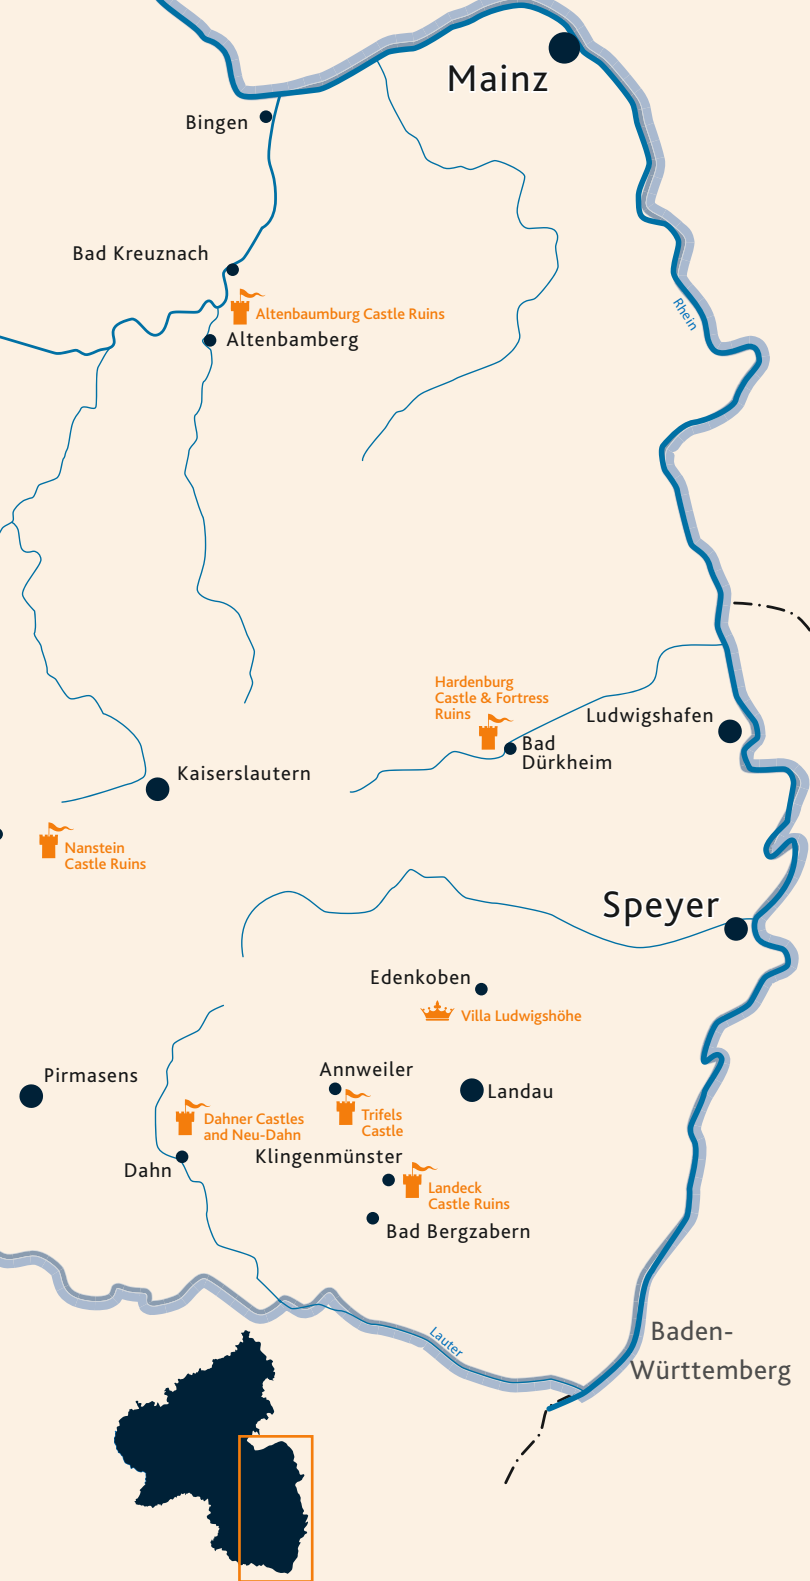 Mainz
Bingen
Bad Kreuznach
Rhein
Altenbaumburg Castle Ruins
Altenbamberg
Hardenburg
Castle & Fortress
Ruins
Ludwigshafen
Bad
Dürkheim
Kaiserslautern
Nanstein
Castle Ruins
Speyer
Edenkoben
Villa Ludwigshöhe
Annweiler
Pirmasens
Landau
Trifels
Castle
Dahner Castles
and Neu-Dahn
Klingenmünster
Dahn
Landeck
Castle Ruins
Bad Bergzabern
Lauter
Baden-
Württemberg